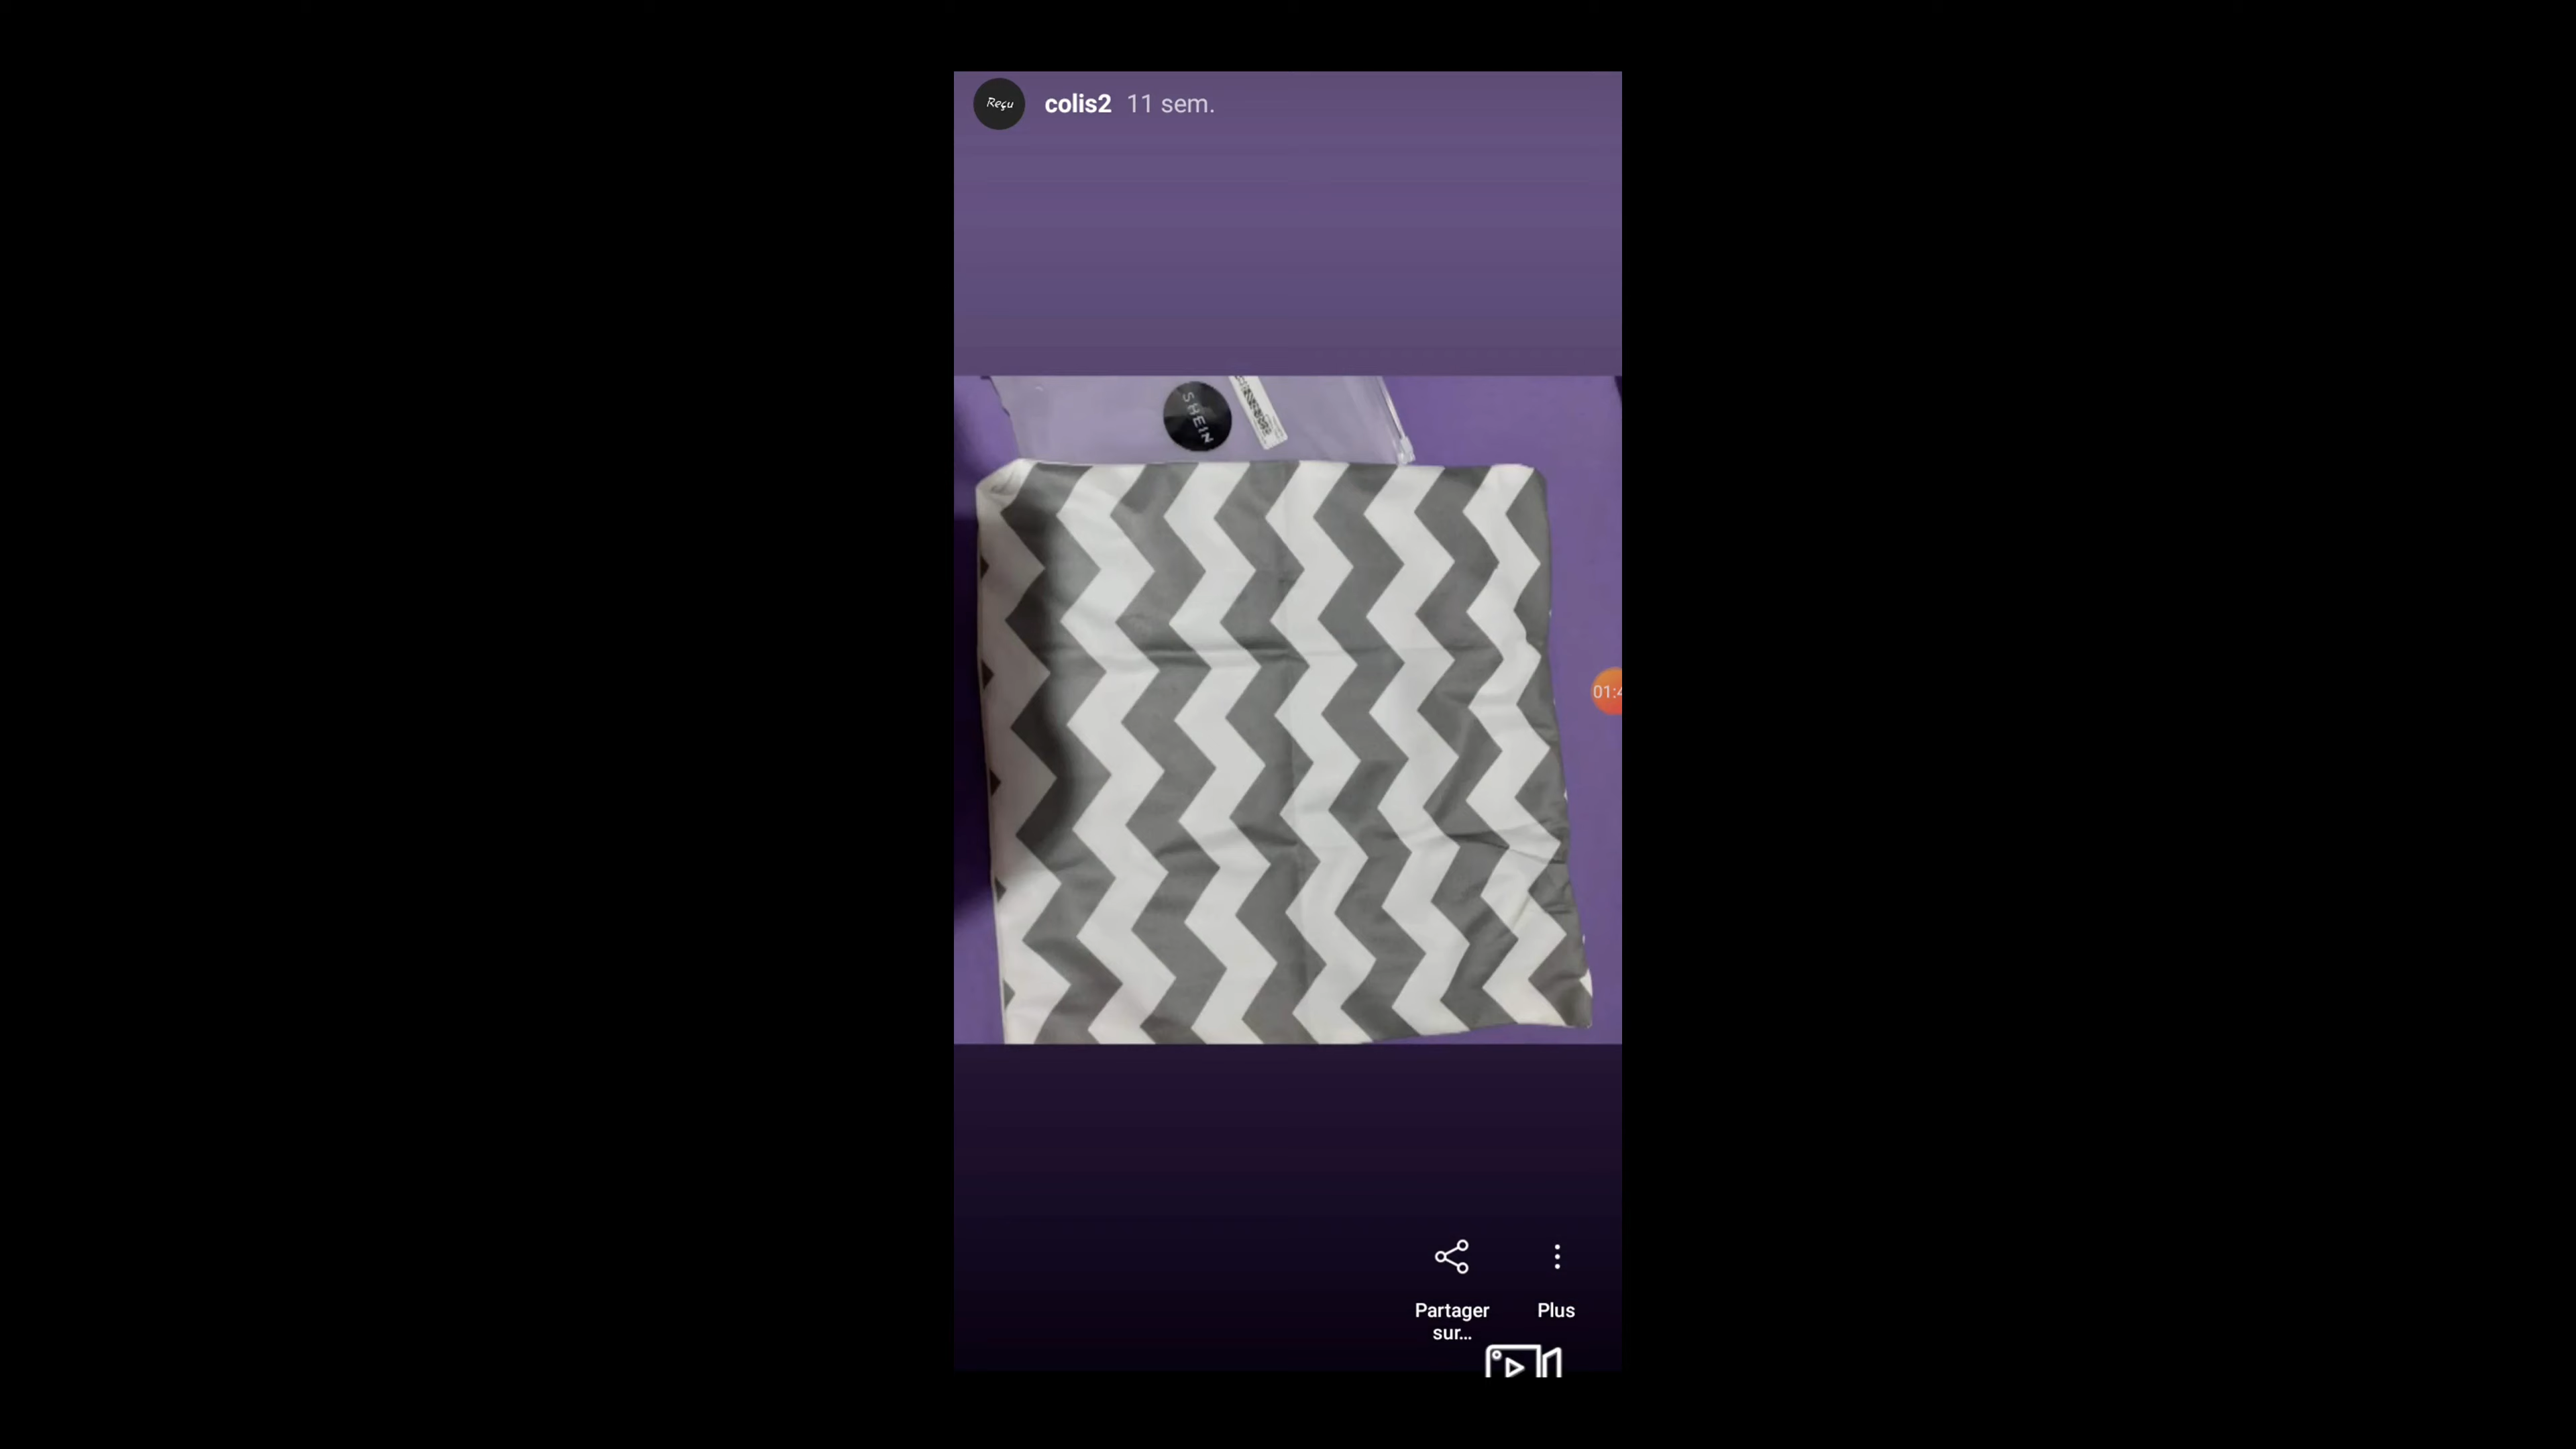 Reçu
colis2 11 sem.
SHEIN
Partager
sur...
Plus